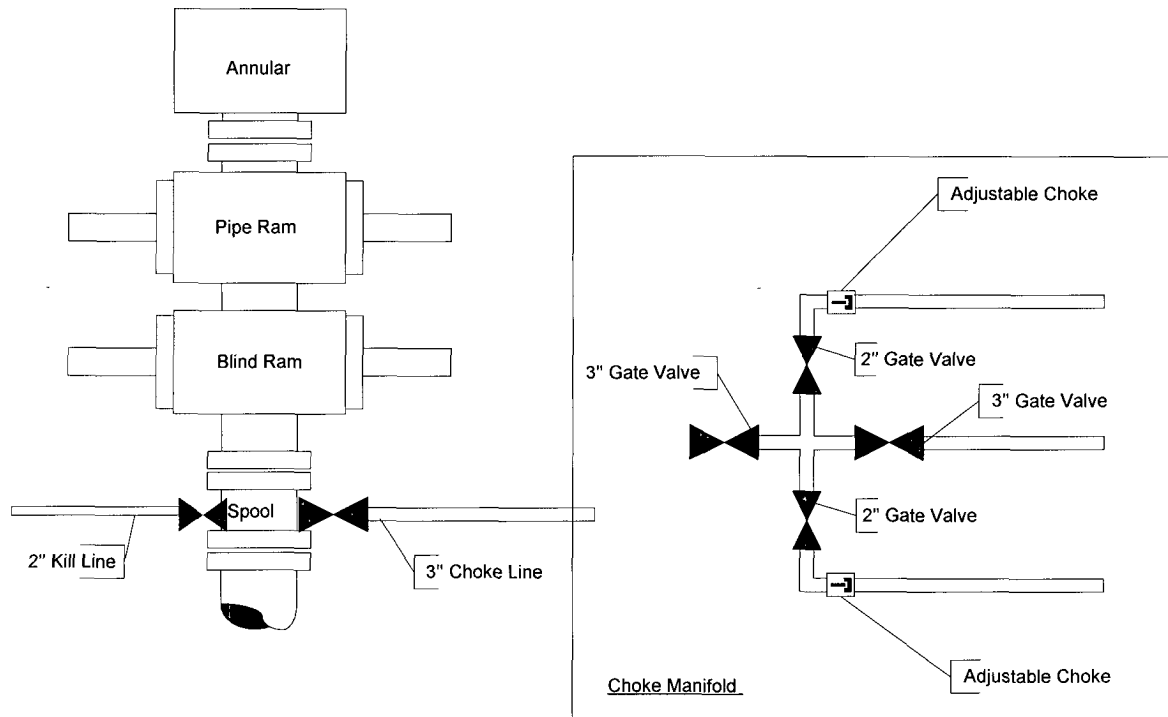 Annular
Pipe Ram
Blind Ram
Spool
2" Kill Line
3" Choke Line
Adjustable Choke
2" Gate Valve
3" Gate Valve
3" Gate Valve
2" Gate Valve
Adjustable Choke
Choke Manifold